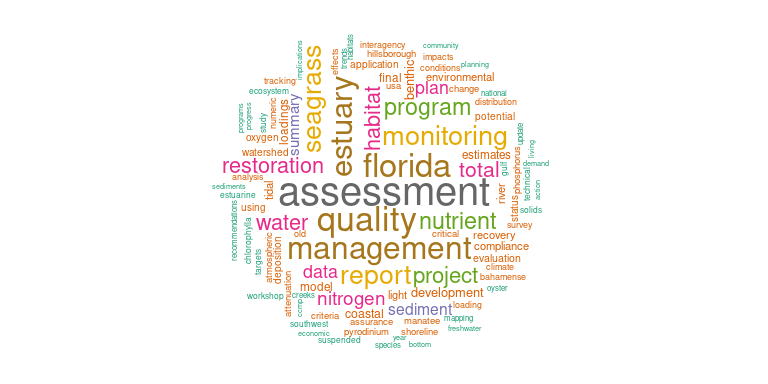 community
interagency
hillsborough
impacts
habitats
trends
implications
effects
application
conditions
planning
seagrass
estuary
benthic
final
environmental
tracking
ecosystem
usa
plan
change
national
distribution
habitat
program
summary
loadings
numeric
study
progress
programs
potential
oxygen
monitoring
update
living
watershed
estimates
restoration
florida
total
gulf
phosphorus
demand
analysis
technical
action
sediments
estuarine
tidal
assessment
river
status
using
solids
water
quality
nutrient
survey
recommendations
chlorophylla
old
critical
recovery
management
compliance
atmospheric
deposition
targets
evaluation
climate
data
report
project
bahamense
attenuation
model
oyster
workshop
creeks
nitrogen
light
development
ccmp
sediment
loading
criteria
coastal
mapping
southwest
assurance
manatee
freshwater
economic
pyrodinium
shoreline
suspended
year
species
bottom